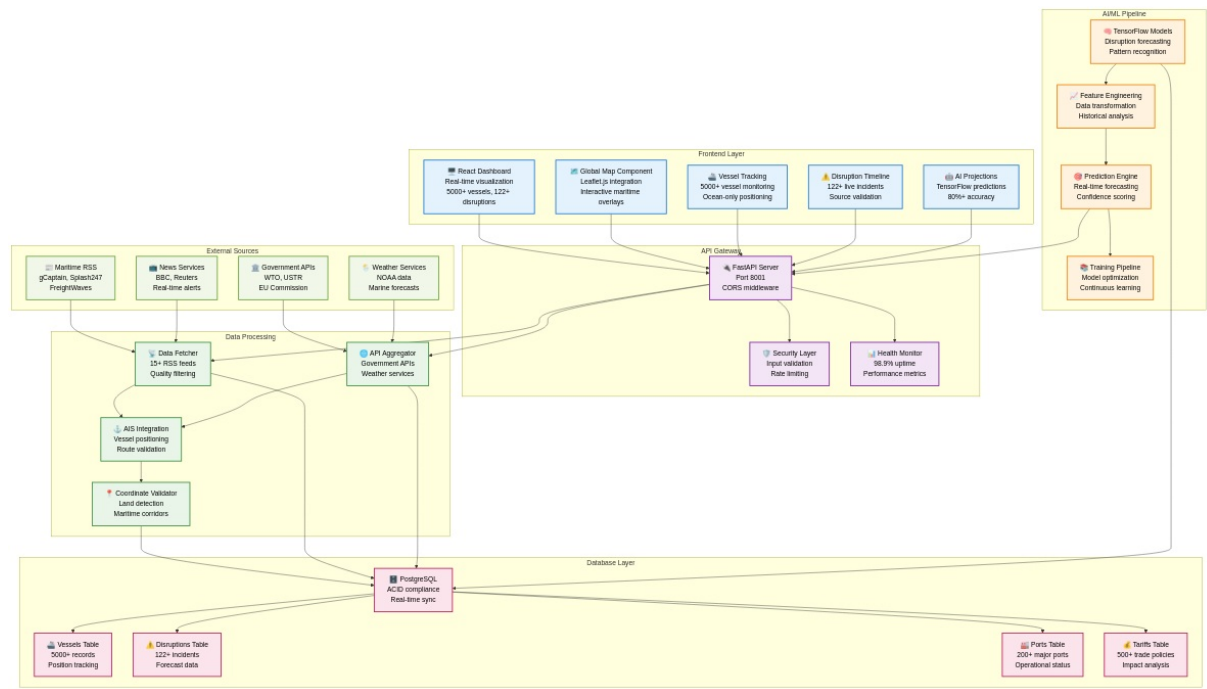 AI/ML Pipeline
🧠 TensorFlow Models
Disruption forecasting
Pattern recognition
📈 Feature Engineering
Data transformation
Historical analysis
🎯 Prediction Engine
Real-time forecasting
Confidence scoring
📚 Training Pipeline
Model optimization
Continuous learning
Frontend Layer
🖥️ React Dashboard
Real-time visualization
5000+ vessels, 122+
disruptions
🗺️ Global Map Component
Leaflet.js integration
Interactive maritime
overlays
🚢 Vessel Tracking
5000+ vessel monitoring
Ocean-only positioning
⚠️ Disruption Timeline
122+ live incidents
Source validation
🤖 AI Projections
TensorFlow predictions
80%+ accuracy
External Sources
📰 Maritime RSS
gCaptain, Splash247
FreightWaves
📺 News Services
BBC, Reuters
Real-time alerts
🏛️ Government APIs
WTO, USTR
EU Commission
🌦️ Weather Services
NOAA data
Marine forecasts
API Gateway
🔌 FastAPI Server
Port 8001
CORS middleware
🛡️ Security Layer
Input validation
Rate limiting
📊 Health Monitor
98.9% uptime
Performance metrics
Data Processing
📡 Data Fetcher
15+ RSS feeds
Quality filtering
🌐 API Aggregator
Government APIs
Weather services
⚓ AIS Integration
Vessel positioning
Route validation
📍 Coordinate Validator
Land detection
Maritime corridors
Database Layer
🗄️ PostgreSQL
ACID compliance
Real-time sync
🚢 Vessels Table
5000+ records
Position tracking
⚠️ Disruptions Table
122+ incidents
Forecast data
🏭 Ports Table
200+ major ports
Operational status
💰 Tariffs Table
500+ trade policies
Impact analysis